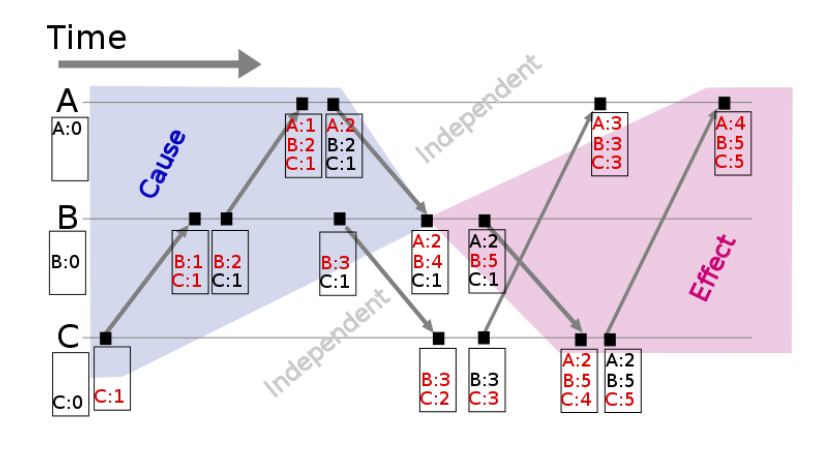 Time
Independent
A
A:0
Cause
A:1
B:2
C:1
A:2
B:2
C:1
A:3
B:3
C:3
A:4
B:5
C:5
B
B:0
B:1
C:1
B:2
C:1
B:3
C:1
A:2
B:4
C:1
A:2
B:5
C:1
Effect
Independent
C
C:0
C:1
B:3
C:2
B:3
C:3
A:2
B:5
C:4
A:2
B:5
C:5